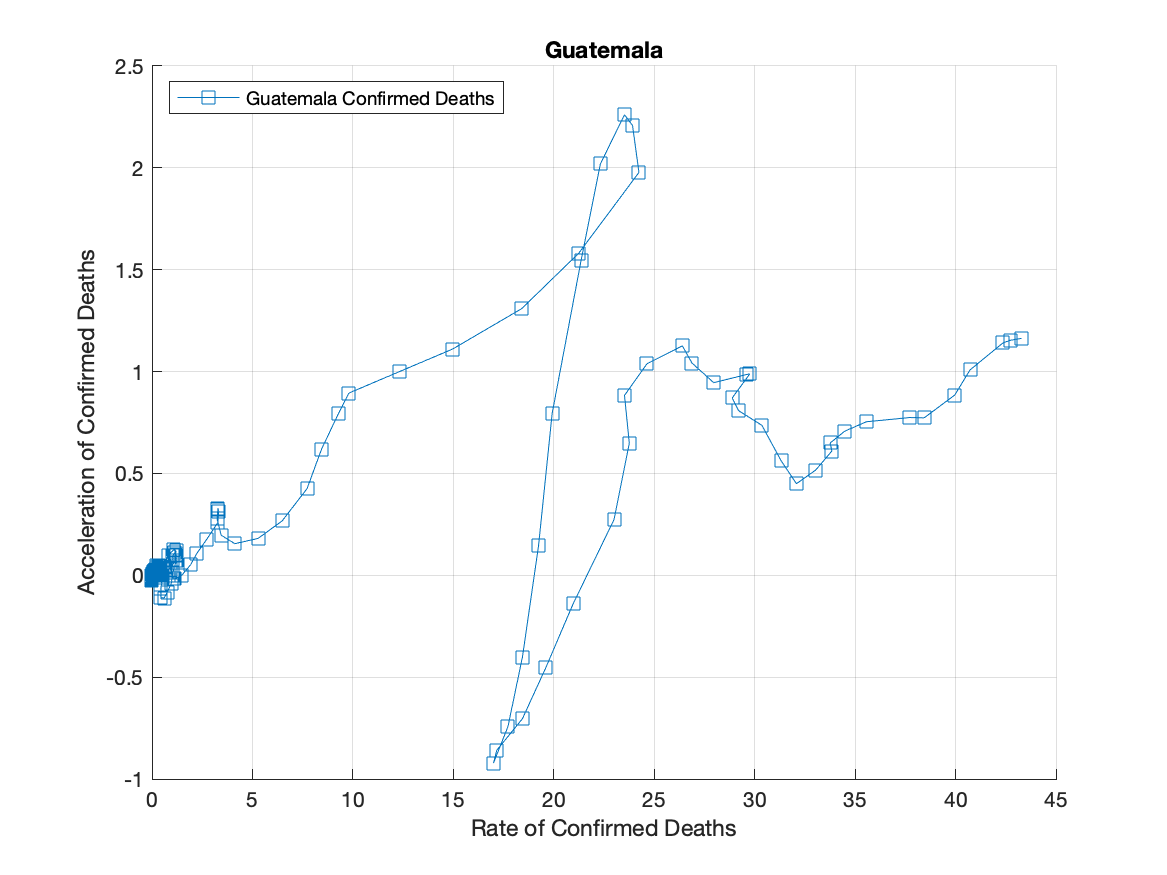 Guatemala
2.5
Guatemala Confirmed Deaths
2
1.5
1
0.5
0
-0.5
-1
Acceleration of Confirmed Deaths
0 5 10 15 20 25 30 35 40 45
Rate of Confirmed Deaths